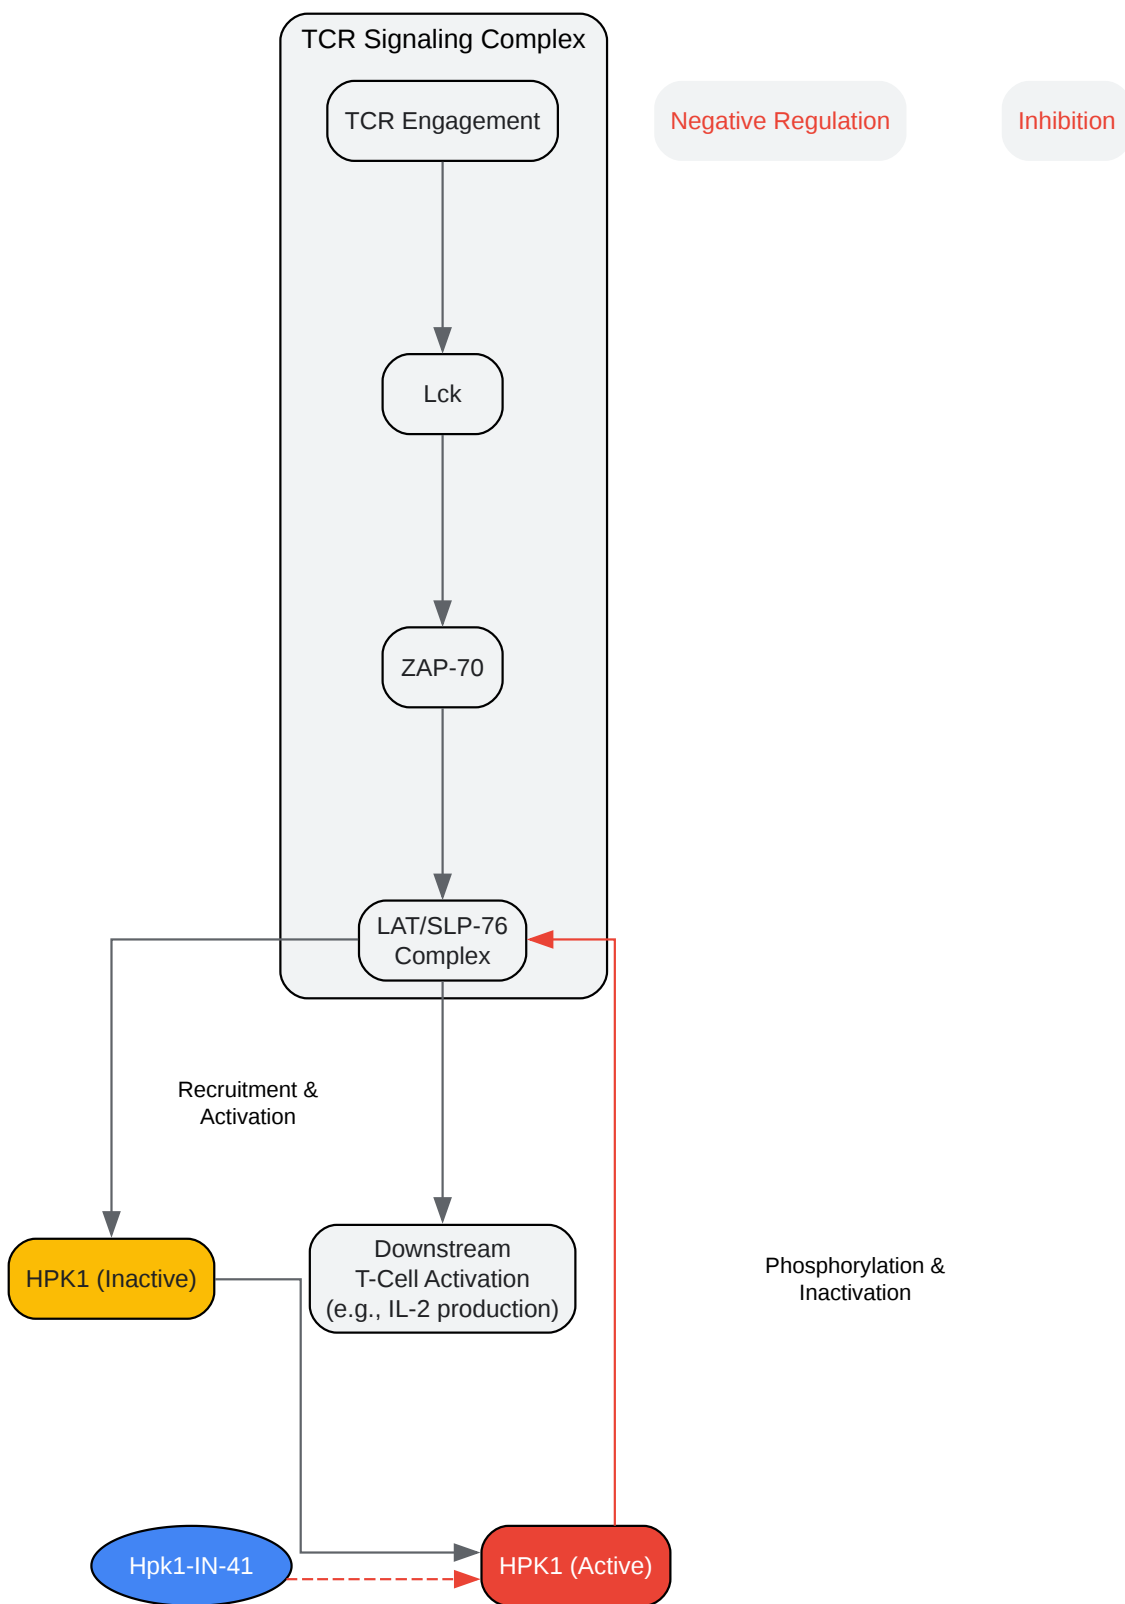 TCR Signaling Complex
TCR Engagement
Negative Regulation
Inhibition
Lck
ZAP-70
LAT/SLP-76
Complex
Recruitment &
Activation
HPK1 (Inactive)
Downstream
T-Cell Activation
(e.g., IL-2 production)
Phosphorylation &
Inactivation
Hpk1-IN-41
HPK1 (Active)